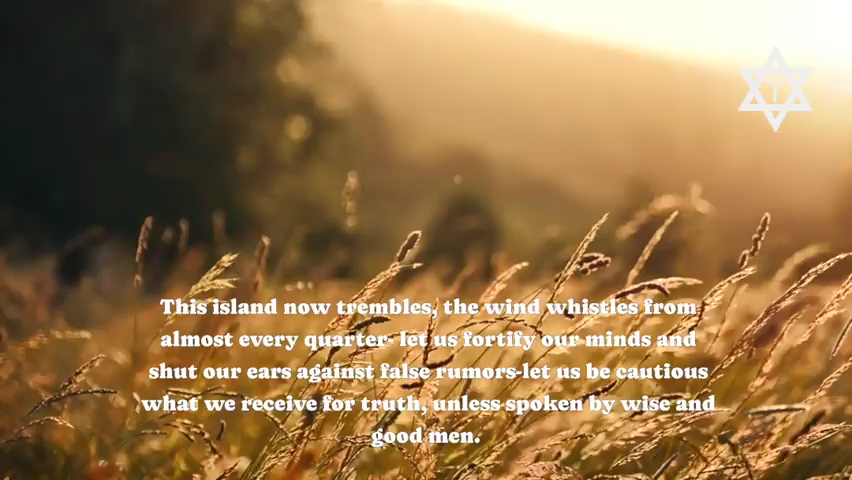 This island now trembles, the wind whistles from
almost every quarter- let us fortify our minds and
shut our ears against false rumors-let us be cautious
what we receive for truth, unless spoken by wise and
good men.